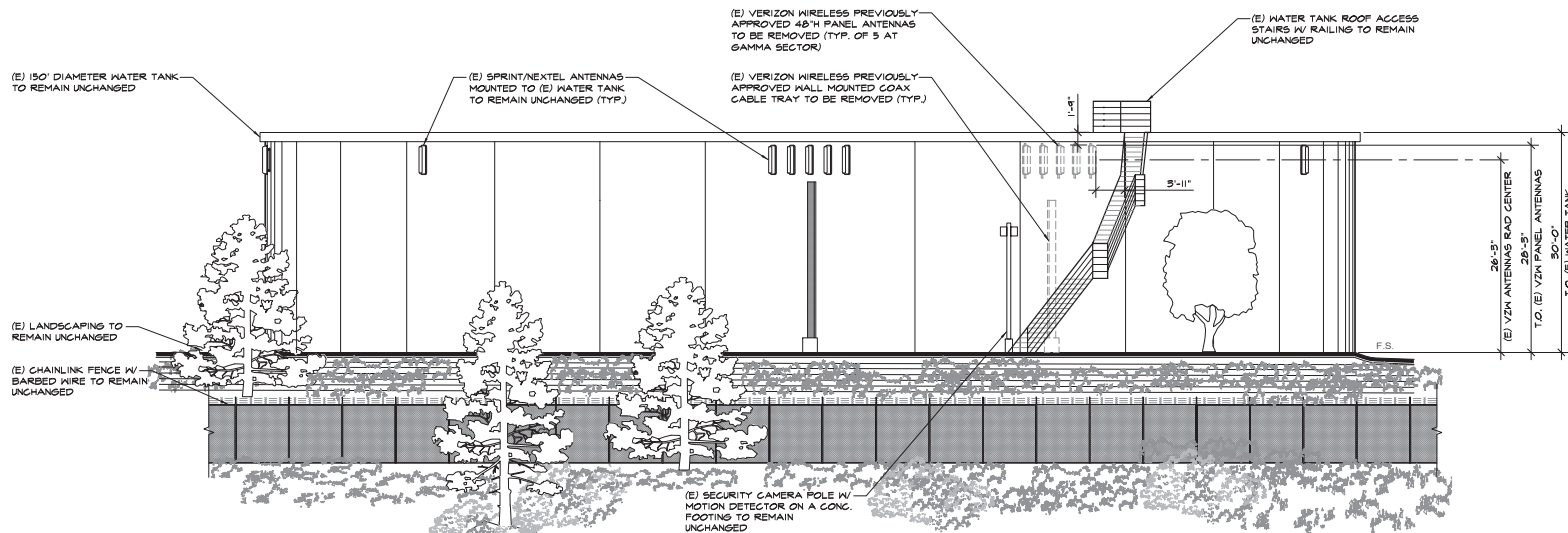 (E) VERIZON WIRELESS PREVIOUSLY
APPROVED 48"H PANEL ANTENNAS
TO BE REMOVED (TYP. OF 5 AT
GAMMA SECTOR)
(E) WATER TANK ROOF ACCESS
STAIRS W/ RAILING TO REMAIN
UNCHANGED
(E) 150' DIAMETER WATER TANK
TO REMAIN UNCHANGED
(E) SPRINT/NEXTEL ANTENNAS
MOUNTED TO (E) WATER TANK
TO REMAIN UNCHANGED (TYP.)
(E) VERIZON WIRELESS PREVIOUSLY
APPROVED WALL MOUNTED COAX
CABLE TRAY TO BE REMOVED (TYP.)
1'-9"
3'-11"
26'-3"
(E) VZW ANTENNAS RAD CENTER
28'-3"
T.O. (E) VZW PANEL ANTENNAS
30'-0"
T.O. (E) WATER TANK
F.S.
(E) LANDSCAPING TO
REMAIN UNCHANGED
(E) CHAINLINK FENCE W/
BARBED WIRE TO REMAIN
UNCHANGED
(E) SECURITY CAMERA POLE W/
MOTION DETECTOR ON A CONC.
FOOTING TO REMAIN
UNCHANGED